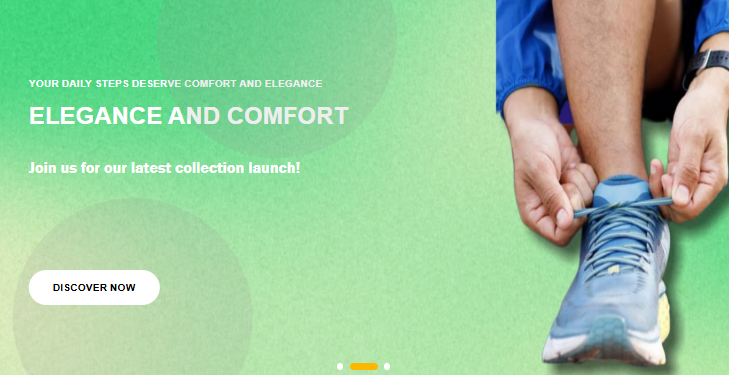 YOUR DAILY STEPS DESERVE COMFORT AND ELEGANCE
ELEGANCE AND COMFORT
Join us for our latest collection launch!
DISCOVER NOW